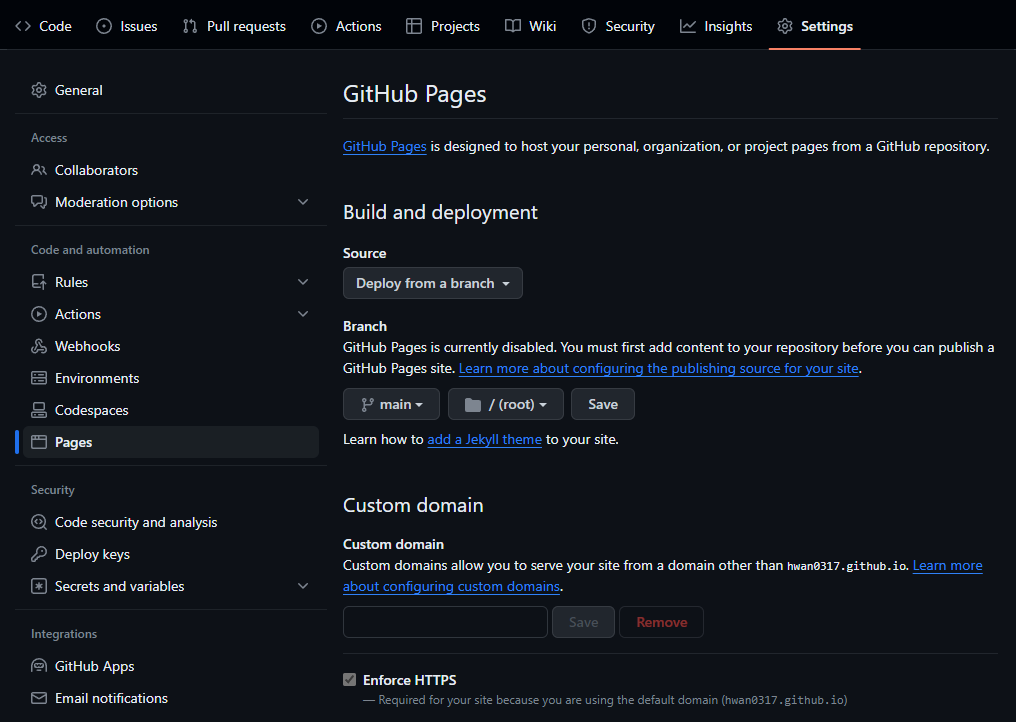 Code Issues Pull requests Actions Projects Wiki Security Insights Settings
General
Access
Collaborators
Moderation options
Code and automation
Rules
Actions
Webhooks
Environments
Codespaces
Pages
Security
Code security and analysis
Deploy keys
Secrets and variables
Integrations
GitHub Apps
Email notifications
GitHub Pages
GitHub Pages is designed to host your personal, organization, or project pages from a GitHub repository.
Build and deployment
Source
Deploy from a branch
Branch
GitHub Pages is currently disabled. You must first add content to your repository before you can publish a
GitHub Pages site. Learn more about configuring the publishing source for your site.
main / (root) Save
Learn how to add a Jekyll theme to your site.
Custom domain
Custom domain
Custom domains allow you to serve your site from a domain other than hwan0317.github.io. Learn more
about configuring custom domains.
Save Remove
Enforce HTTPS
— Required for your site because you are using the default domain (hwan0317.github.io)